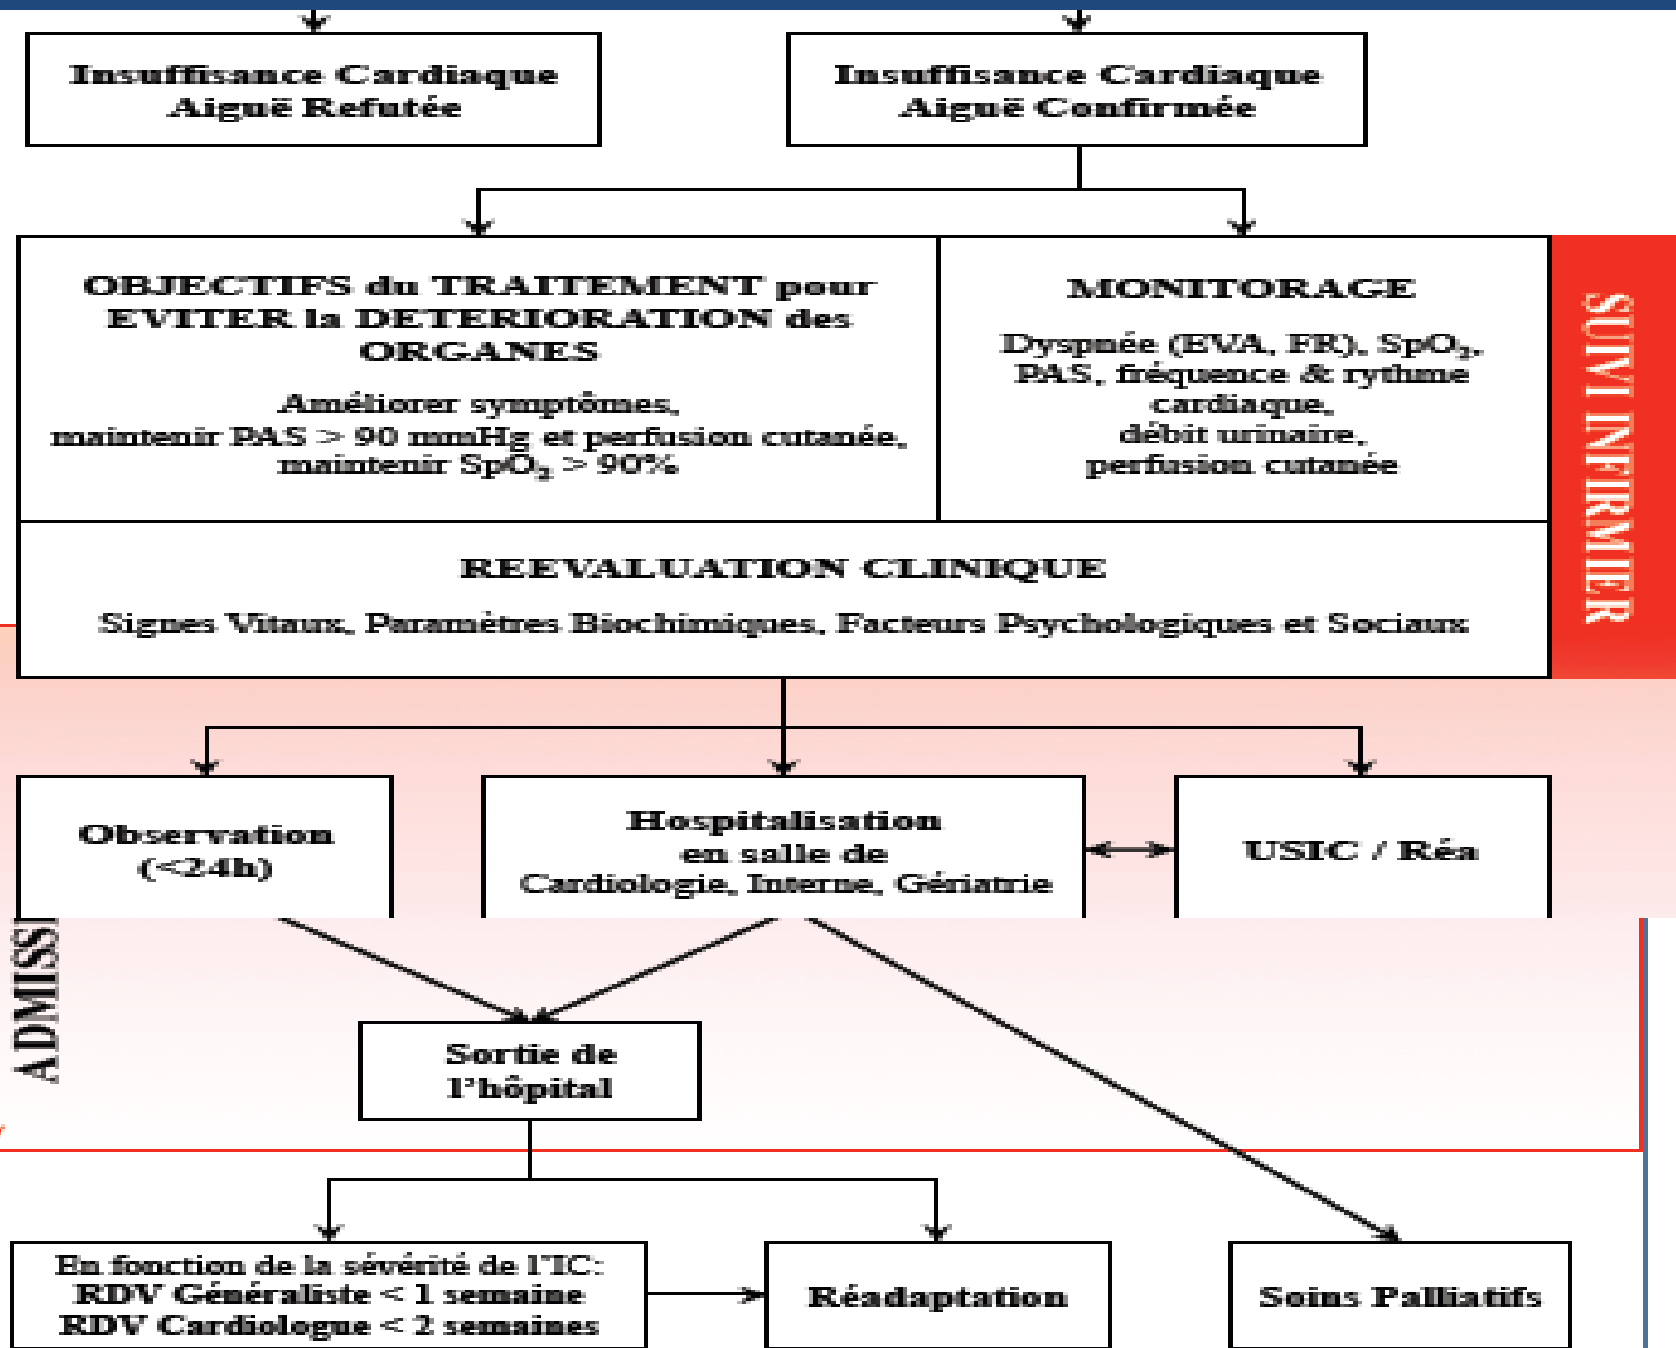 Insuffisance Cardiaque
Aiguë Refutée
Insuffisance Cardiaque
Aiguë Confirmée
OBJECTIFS du TRAITEMENT pour
EVITER la DETERIORATION des
ORGANES
Améliorer symptômes,
maintenir PAS > 90 mmHg et perfusion cutanée,
maintenir SpO₂ > 90%
MONITORAGE
Dyspnée (EVA, FR), SpO₂,
PAS, fréquence & rythme
cardiaque,
débit urinaire,
perfusion cutanée
SUIVI INFIRMIER
REEVALUATION CLINIQUE
Signes Vitaux, Paramètres Biochimiques, Facteurs Psychologiques et Sociaux
Observation
(<24h)
Hospitalisation
en salle de
Cardiologie, Interne, Gériatrie
USIC / Réa
ADMISSI
Sortie de
l'hôpital
En fonction de la sévérité de l'IC:
RDV Généraliste < 1 semaine
RDV Cardiologue < 2 semaines
Réadaptation
Soins Palliatifs